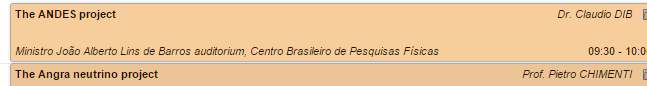 The ANDES project Dr. Claudio DIB
Ministro João Alberto Lins de Barros auditorium, Centro Brasileiro de Pesquisas Físicas 09:30 - 10:0
The Angra neutrino project Prof. Pietro CHIMENTI